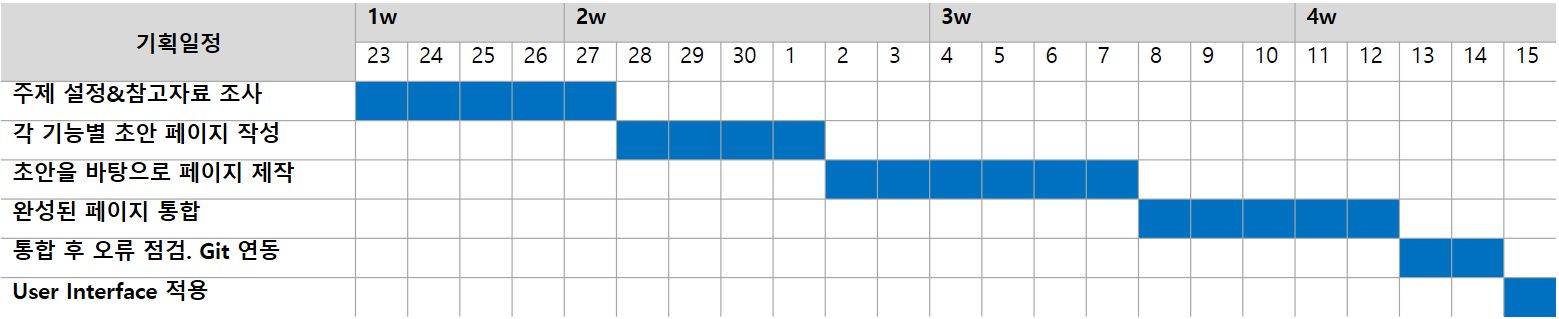 기획일정
1w 2w 3w 4w
23 24 25 26 27 28 29 30 1 2 3 4 5 6 7 8 9 10 11 12 13 14 15
주제 설정&참고자료 조사
각 기능별 초안 페이지 작성
초안을 바탕으로 페이지 제작
완성된 페이지 통합
통합 후 오류 점검. Git 연동
User Interface 적용